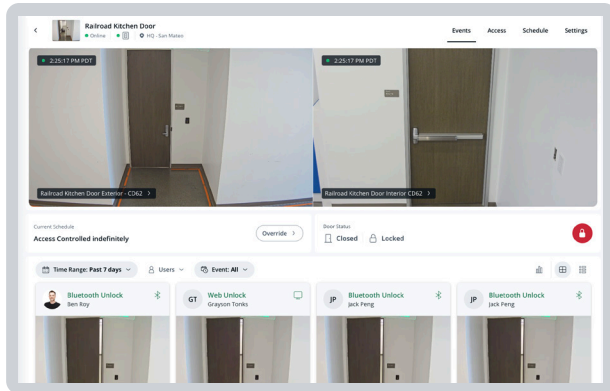 Railroad Kitchen Door
Online
HQ - San Mateo
Events Access Schedule Settings
2:25:17 PM PDT
2:25:17 PM PDT
Railroad Kitchen Door Exterior - CD62 >
Railroad Kitchen Door Interior CD62 >
Current Schedule
Access Controlled indefinitely
Override >
Door Status
Closed Locked
Time Range: Past 7 days
Users
Event: All
Bluetooth Unlock
Ben Roy
GT
Web Unlock
Grayson Tonks
JP
Bluetooth Unlock
Jack Peng
JP
Bluetooth Unlock
Jack Peng